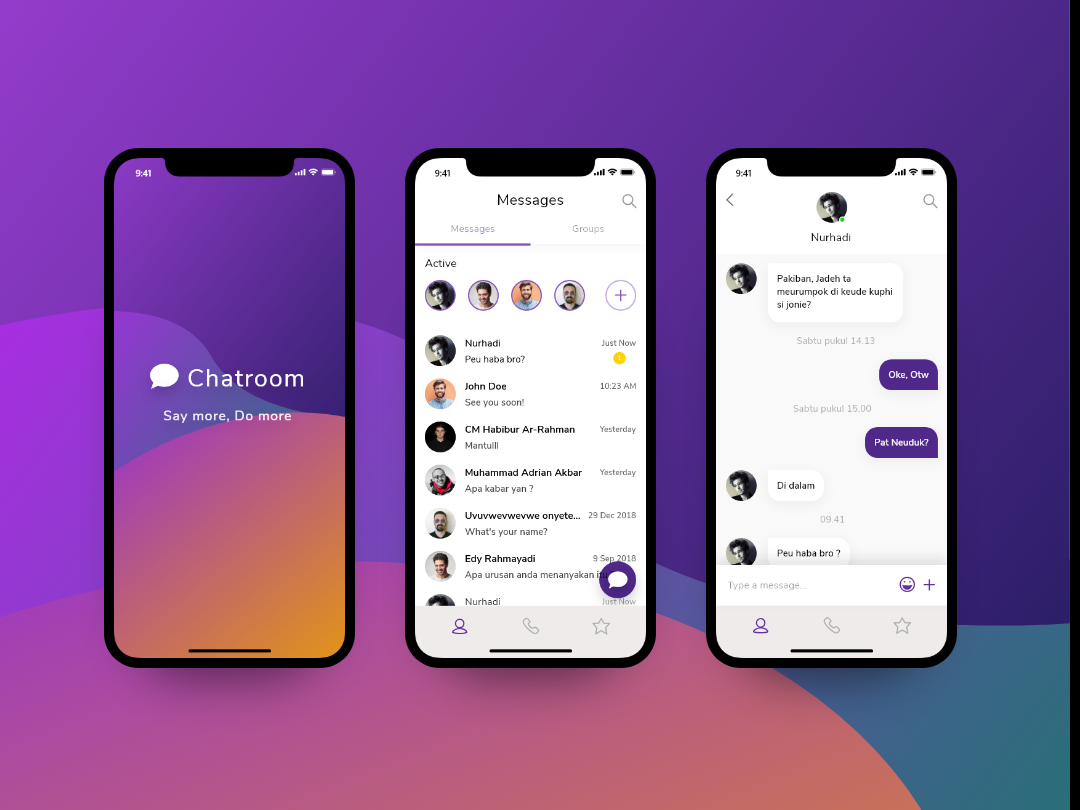 9:41
Chatroom
Say more, Do more
9:41
Messages
Messages Groups
Active
Nurhadi Just Now
Peu haba bro? 1
John Doe 10:23 AM
See you soon!
CM Habibur Ar-Rahman Yesterday
Mantulll
Muhammad Adrian Akbar Yesterday
Apa kabar yan ?
Uvuvwevwevwe onyete... 29 Dec 2018
What's your name?
Edy Rahmayadi 9 Sep 2018
Apa urusan anda menanyakan itu
Nurhadi Just Now
9:41
Nurhadi
Pakiban, Jadeh ta
meurumpok di keude kuphi
si jonie?
Sabtu pukul 14.13
Oke, Otw
Sabtu pukul 15.00
Pat Neuduk?
Di dalam
09.41
Peu haba bro ?
Type a message...